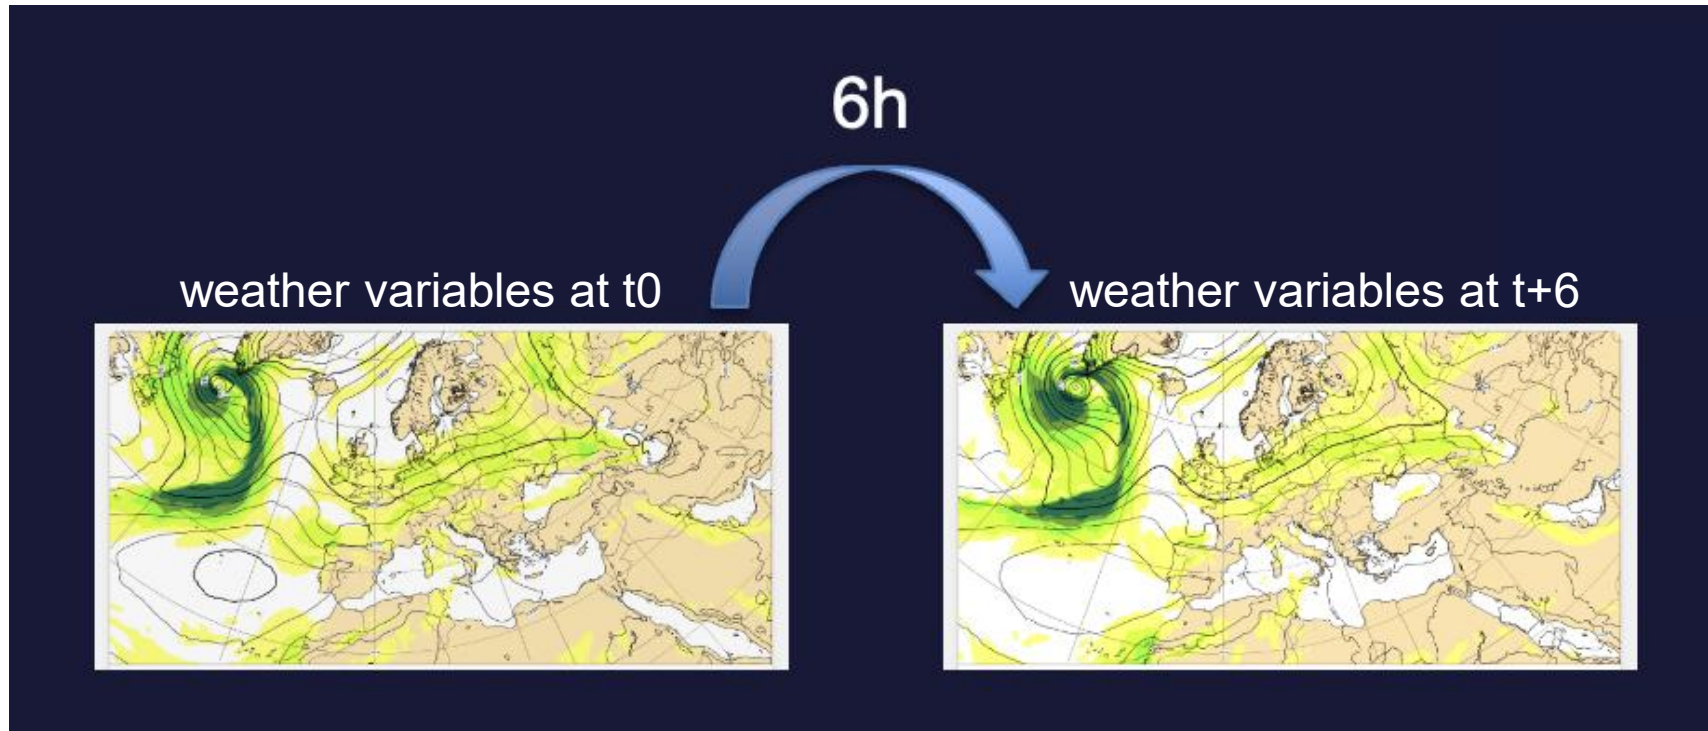 6h
weather variables at t0
weather variables at t+6